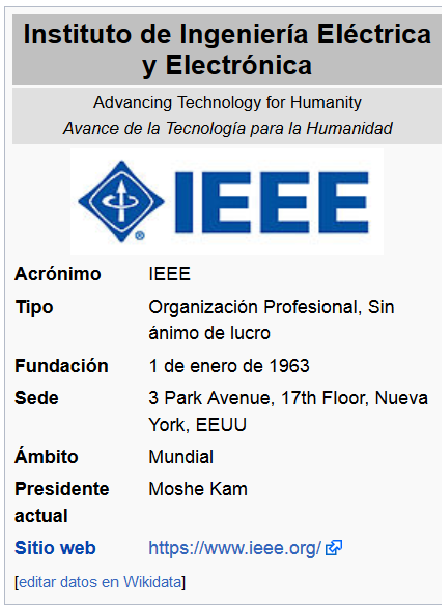 Instituto de Ingeniería Eléctrica
y Electrónica
Advancing Technology for Humanity
Avance de la Tecnología para la Humanidad
IEEE
®
Acrónimo IEEE
Tipo Organización Profesional, Sin
ánimo de lucro
Fundación 1 de enero de 1963
Sede 3 Park Avenue, 17th Floor, Nueva
York, EEUU
Ámbito Mundial
Presidente Moshe Kam
actual
Sitio web https://www.ieee.org/
[editar datos en Wikidata]